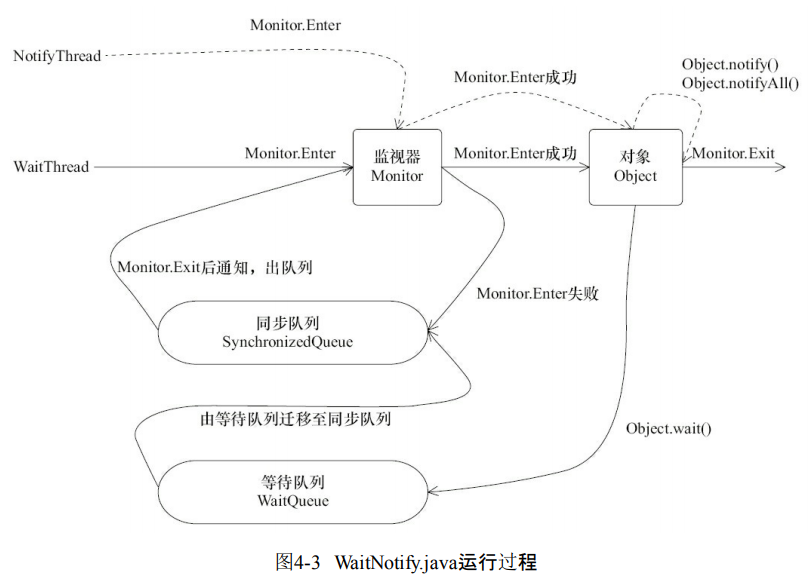 Monitor.Enter
NotifyThread
Object.notify()
Object.notifyAll()
Monitor.Enter成功
WaitThread
Monitor.Enter
监视器
Monitor
Monitor.Enter成功
对象
Object
Monitor.Exit
Monitor.Exit后通知，出队列
Monitor.Enter失败
同步队列
SynchronizedQueue
由等待队列迁移至同步队列
Object.wait()
等待队列
WaitQueue
图4-3 WaitNotify.java运行过程